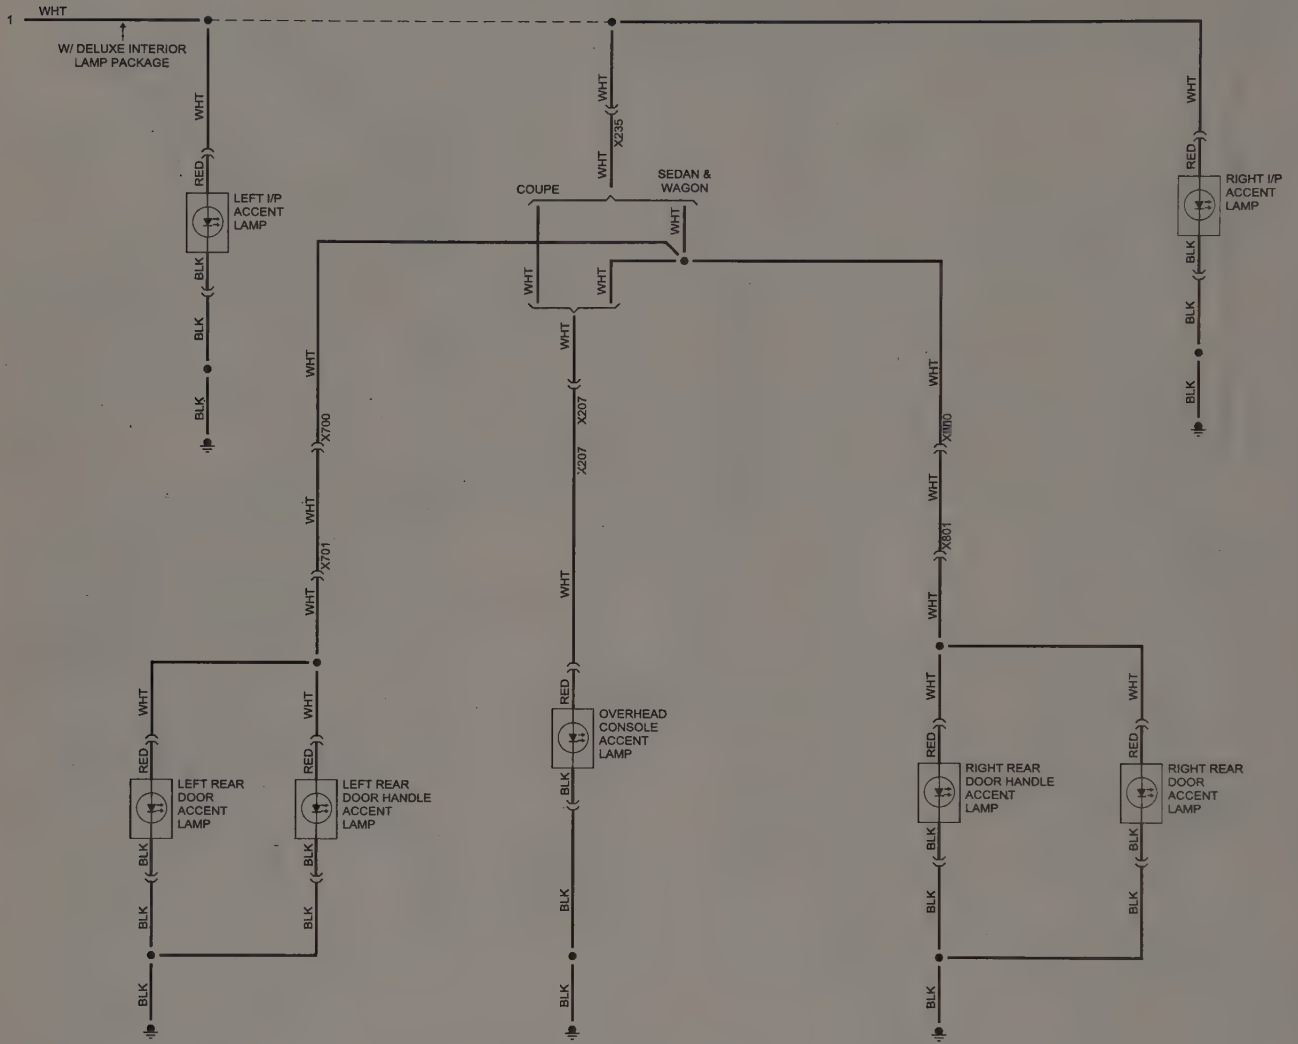 1
WHT
W/ DELUXE INTERIOR
LAMP PACKAGE
WHT
RED
LEFT I/P
ACCENT
LAMP
BLK
BLK
BLK
WHT
X235
WHT
COUPE
SEDAN &
WAGON
WHT
WHT
WHT
WHT
RED
RIGHT I/P
ACCENT
LAMP
BLK
BLK
BLK
WHT
X207
X207
WHT
RED
OVERHEAD
CONSOLE
ACCENT
LAMP
BLK
BLK
WHT
X700
WHT
X701
WHT
WHT
RED
LEFT REAR
DOOR
ACCENT
LAMP
BLK
BLK
BLK
WHT
RED
LEFT REAR
DOOR HANDLE
ACCENT
LAMP
BLK
BLK
WHT
WHT
X801
WHT
WHT
RED
RIGHT REAR
DOOR HANDLE
ACCENT
LAMP
BLK
BLK
BLK
WHT
RED
RIGHT REAR
DOOR
ACCENT
LAMP
BLK
BLK